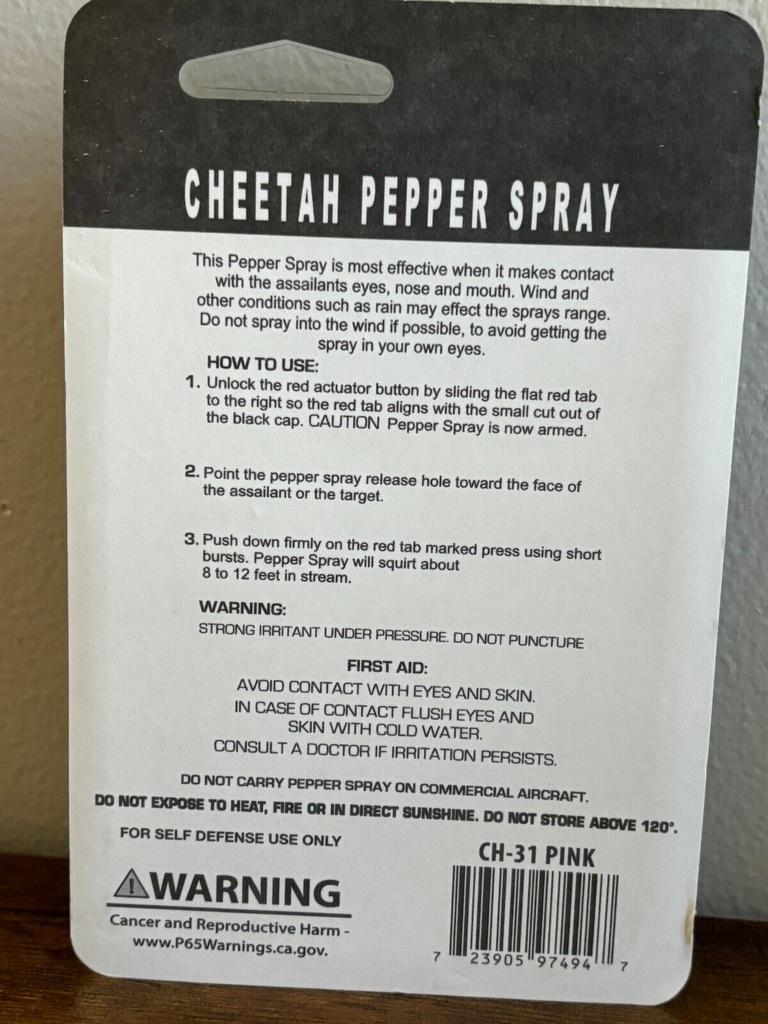 CHEETAH PEPPER SPRAY
This Pepper Spray is most effective when it makes contact
with the assailants eyes, nose and mouth. Wind and
other conditions such as rain may effect the sprays range.
Do not spray into the wind if possible, to avoid getting the
spray in your own eyes.
HOW TO USE:
1. Unlock the red actuator button by sliding the flat red tab
to the right so the red tab aligns with the small cut out of
the black cap. CAUTION Pepper Spray is now armed.
2. Point the pepper spray release hole toward the face of
the assailant or the target.
3. Push down firmly on the red tab marked press using short
bursts. Pepper Spray will squirt about
8 to 12 feet in stream.
WARNING:
STRONG IRRITANT UNDER PRESSURE. DO NOT PUNCTURE
FIRST AID:
AVOID CONTACT WITH EYES AND SKIN.
IN CASE OF CONTACT FLUSH EYES AND
SKIN WITH COLD WATER.
CONSULT A DOCTOR IF IRRITATION PERSISTS.
DO NOT CARRY PEPPER SPRAY ON COMMERCIAL AIRCRAFT.
DO NOT EXPOSE TO HEAT, FIRE OR IN DIRECT SUNSHINE. DO NOT STORE ABOVE 120°.
FOR SELF DEFENSE USE ONLY
WARNING
Cancer and Reproductive Harm -
www.P65Warnings.ca.gov.
CH-31 PINK
7 23905 97494 7